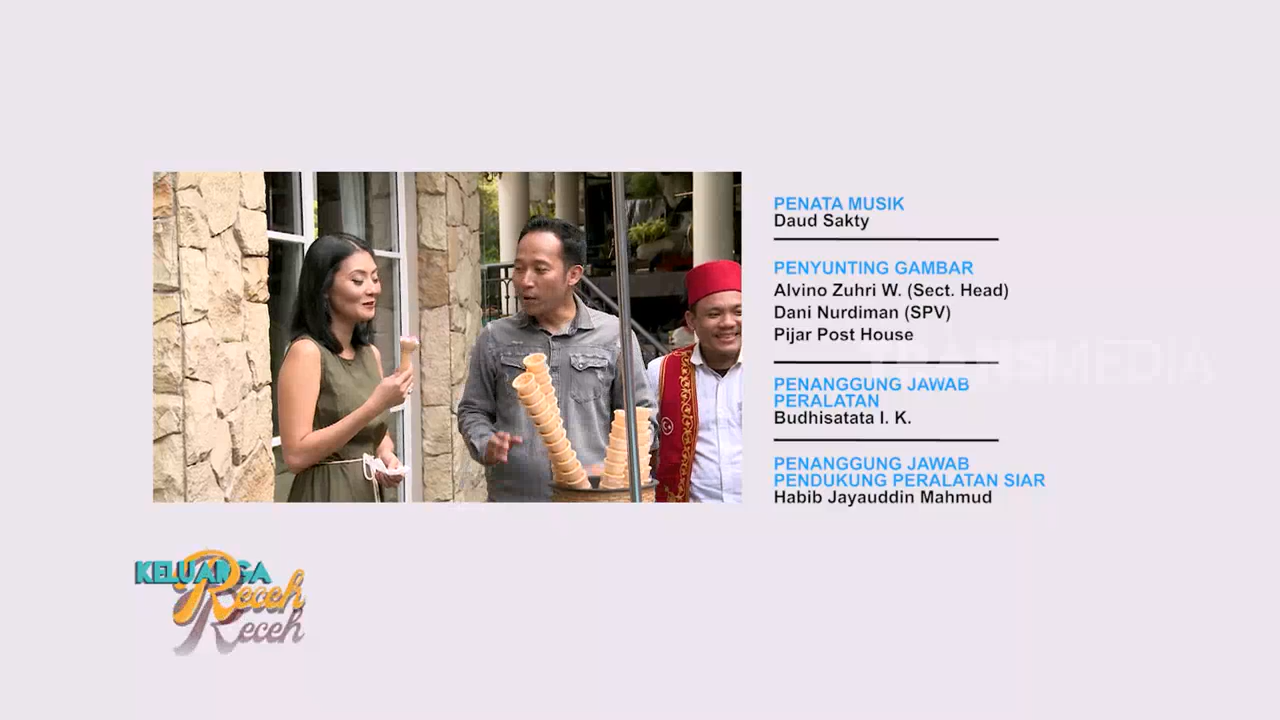 PENATA MUSIK
Daud Sakty
PENYUNTING GAMBAR
Alvino Zuhri W. (Sect. Head)
Dani Nurdiman (SPV)
Pijar Post House
TRANSMEDIA
PENANGGUNG JAWAB
PERALATAN
Budhisatata I. K.
PENANGGUNG JAWAB
PENDUKUNG PERALATAN SIAR
Habib Jayauddin Mahmud
KELUARGA
Receh